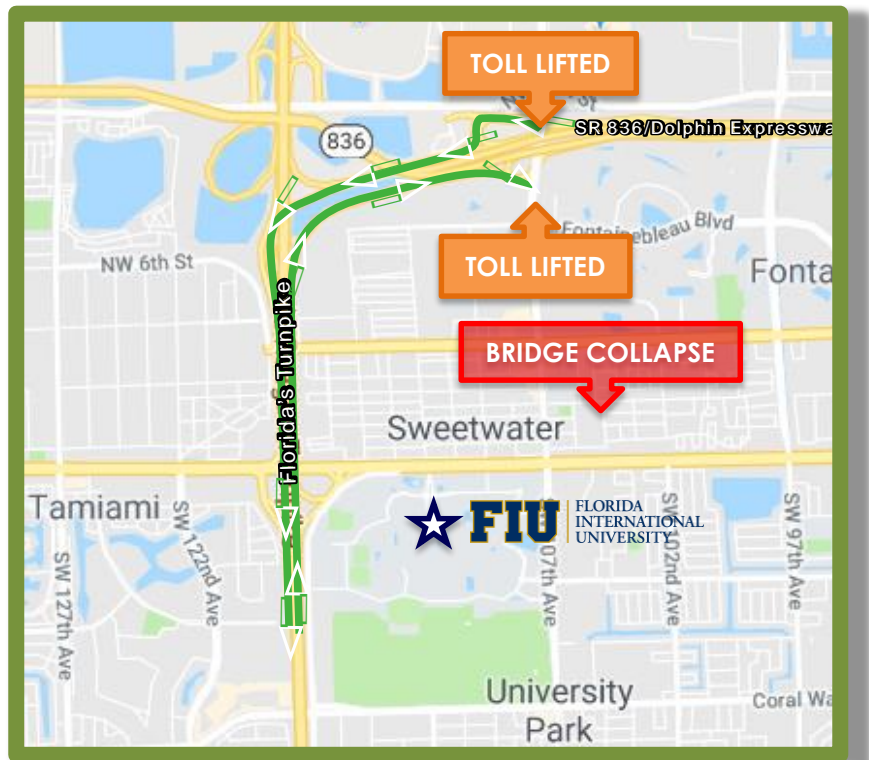 TOLL LIFTED
836
SR 836/Dolphin Expresswa
Fontainebleau Blvd
TOLL LIFTED
NW 6th St
Fonta
Florida's Turnpike
BRIDGE COLLAPSE
Sweetwater
Tamiami
SW 122nd Ave
SW 127th Ave
FIU
FLORIDA
INTERNATIONAL
UNIVERSITY
07th Ave
SW 102nd Ave
SW 97th Ave
University
Park
Coral Wa